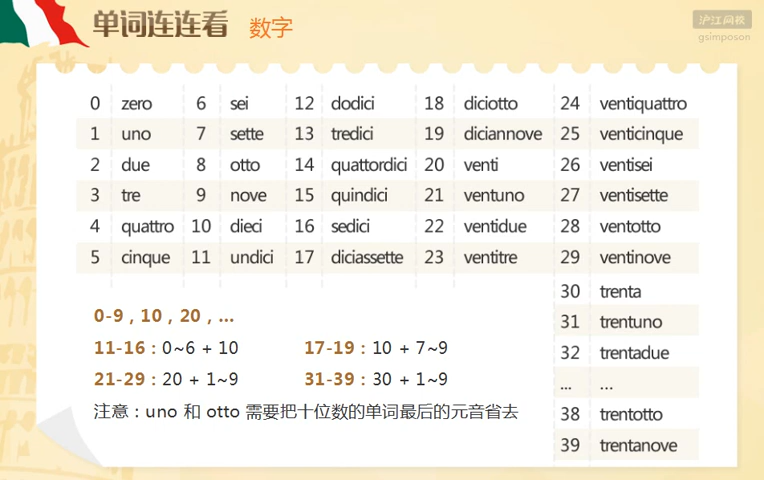 单词连连看 数字
沪江网校
gsimposon
0 zero 6 sei 12 dodici 18 diciotto 24 ventiquattro
1 uno 7 sette 13 tredici 19 diciannove 25 venticinque
2 due 8 otto 14 quattordici 20 venti 26 ventisei
3 tre 9 nove 15 quindici 21 ventuno 27 ventisette
4 quattro 10 dieci 16 sedici 22 ventidue 28 ventotto
5 cinque 11 undici 17 diciassette 23 ventitre 29 ventinove
30 trenta
31 trentuno
32 trentadue
... ...
38 trentotto
39 trentanove
0-9，10，20，...
11-16：0~6 + 10 17-19：10 + 7~9
21-29：20 + 1~9 31-39：30 + 1~9
注意：uno 和 otto 需要把十位数的单词最后的元音省去